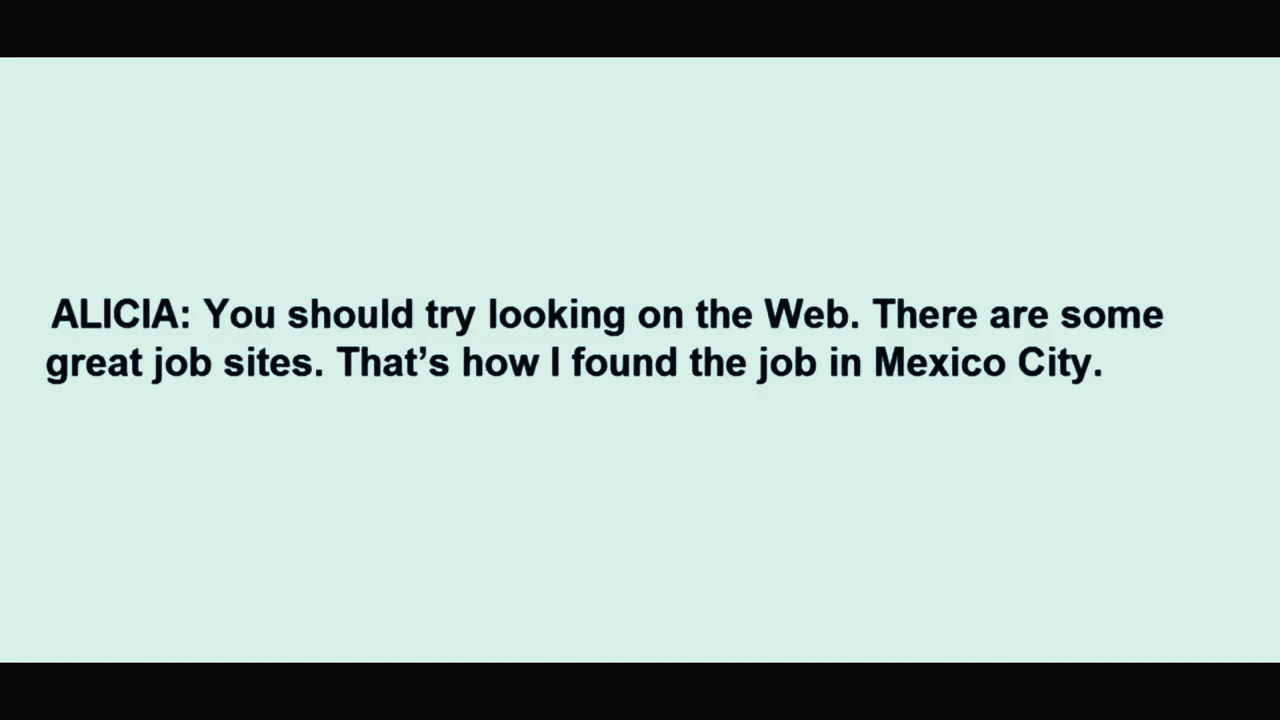 ALICIA: You should try looking on the Web. There are some
great job sites. That’s how I found the job in Mexico City.